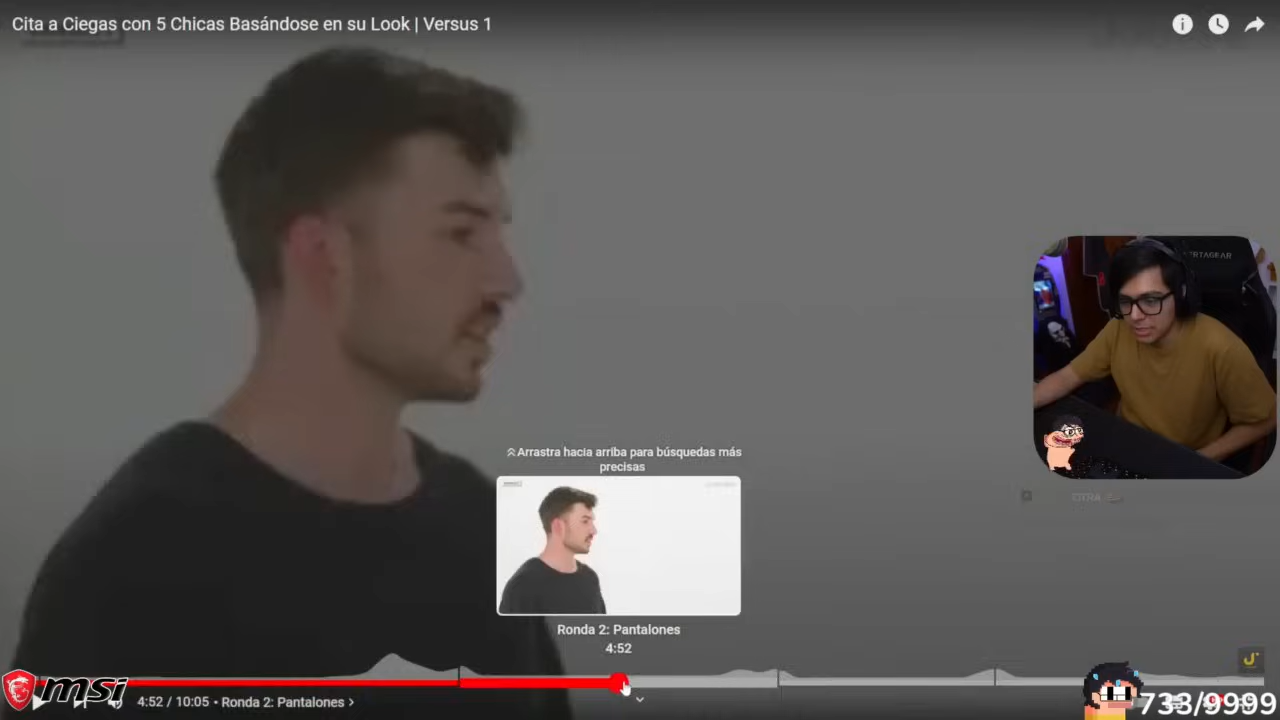 Cita a Ciegas con 5 Chicas Basándose en su Look | Versus 1
Arrastra hacia arriba para búsquedas más
precisas
Ronda 2: Pantalones
4:52
msi
4:52 / 10:05 • Ronda 2: Pantalones
733/9999